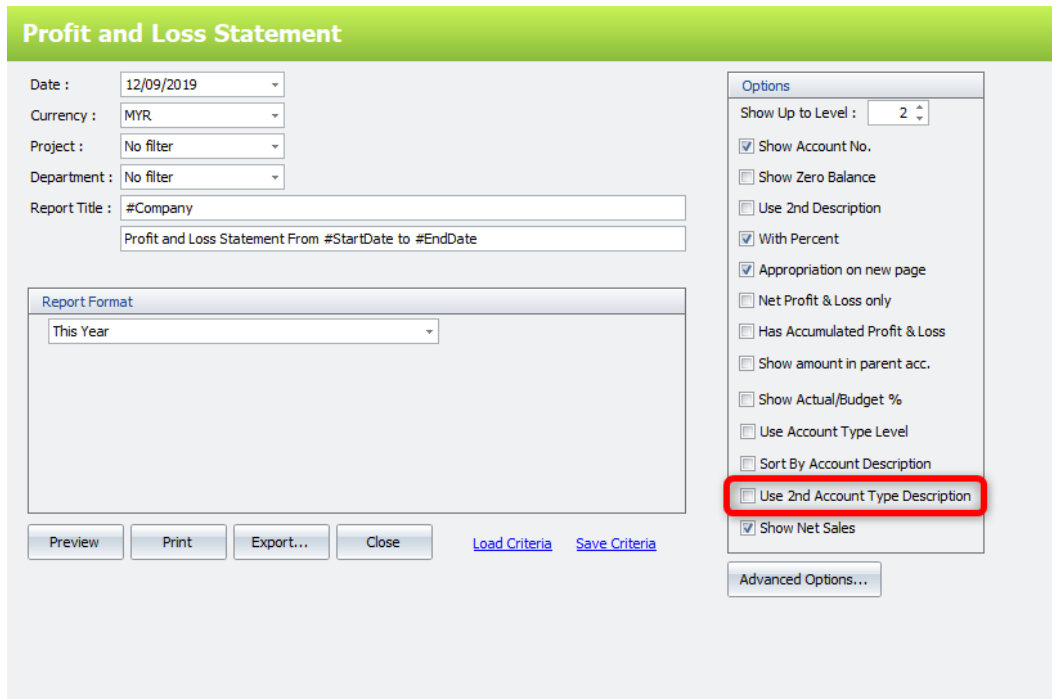 Profit and Loss Statement
Date :
12/09/2019
Currency :
MYR
Project :
No filter
Department :
No filter
Report Title :
#Company
Profit and Loss Statement From #StartDate to #EndDate
Report Format
This Year
Preview
Print
Export...
Close
Load Criteria
Save Criteria
Options
Show Up to Level :
2
Show Account No.
Show Zero Balance
Use 2nd Description
With Percent
Appropriation on new page
Net Profit & Loss only
Has Accumulated Profit & Loss
Show amount in parent acc.
Show Actual/Budget %
Use Account Type Level
Sort By Account Description
Use 2nd Account Type Description
Show Net Sales
Advanced Options...